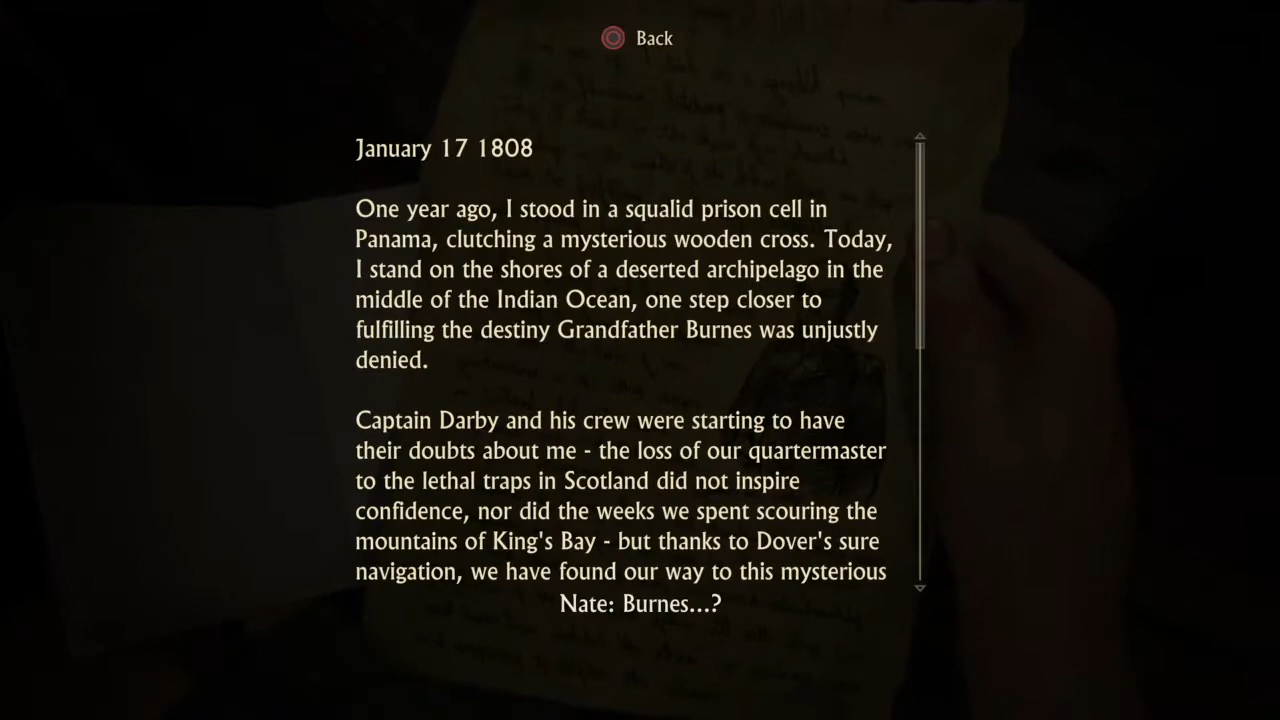 Back
January 17 1808
One year ago, I stood in a squalid prison cell in
Panama, clutching a mysterious wooden cross. Today,
I stand on the shores of a deserted archipelago in the
middle of the Indian Ocean, one step closer to
fulfilling the destiny Grandfather Burnes was unjustly
denied.
Captain Darby and his crew were starting to have
their doubts about me - the loss of our quartermaster
to the lethal traps in Scotland did not inspire
confidence, nor did the weeks we spent scouring the
mountains of King's Bay - but thanks to Dover's sure
navigation, we have found our way to this mysterious
Nate: Burnes...?